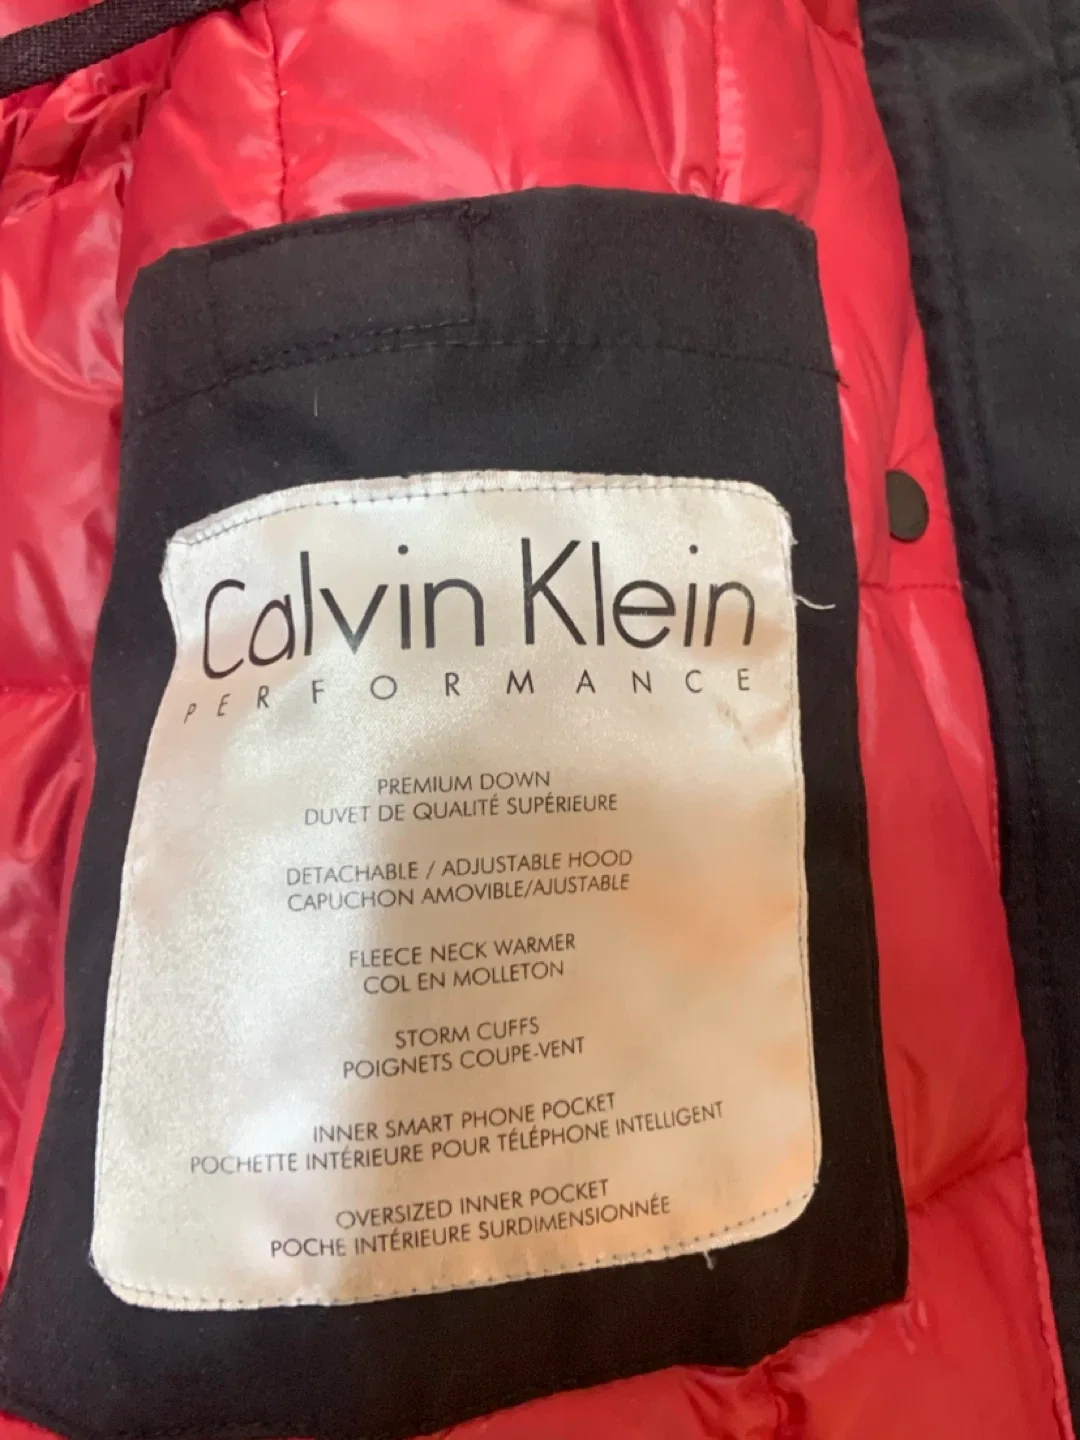 Calvin Klein
PERFORMANCE
PREMIUM DOWN
DUVET DE QUALITÉ SUPÉRIEURE
DETACHABLE / ADJUSTABLE HOOD
CAPUCHON AMOVIBLE/AJUSTABLE
FLEECE NECK WARMER
COL EN MOLLETON
STORM CUFFS
POIGNETS COUPE-VENT
INNER SMART PHONE POCKET
POCHETTE INTÉRIEURE POUR TÉLÉPHONE INTELLIGENT
OVERSIZED INNER POCKET
POCHE INTÉRIEURE SURDIMENSIONNÉE